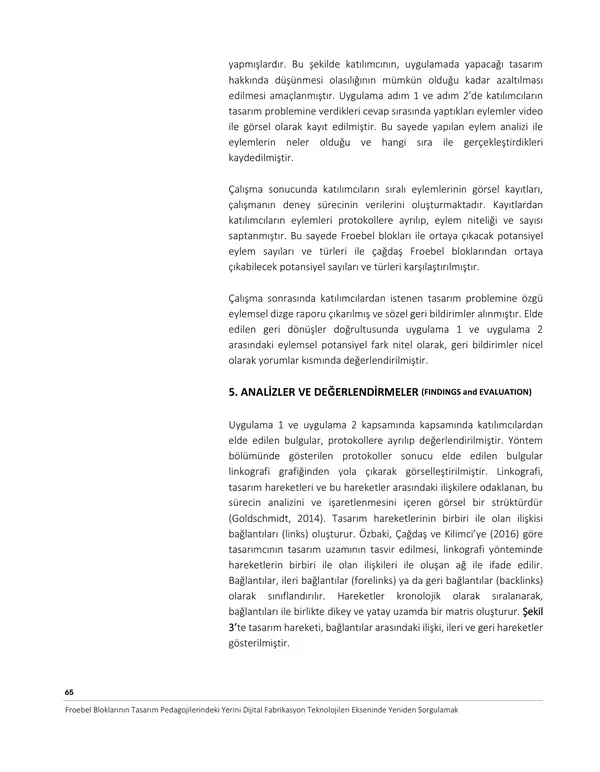 yapmışlardır. Bu şekilde katılımcının, uygulamada yapacağı tasarım
hakkında düşünmesi olasılığının mümkün olduğu kadar azaltılması
edilmesi amaçlanmıştır. Uygulama adım 1 ve adım 2’de katılımcıların
tasarım problemine verdikleri cevap sırasında yaptıkları eylemler video
ile görsel olarak kayıt edilmiştir. Bu sayede yapılan eylem analizi ile
eylemlerin neler olduğu ve hangi sıra ile gerçekleştirdikleri
kaydedilmiştir.
Çalışma sonucunda katılımcıların sıralı eylemlerinin görsel kayıtları,
çalışmanın deney sürecinin verilerini oluşturmaktadır. Kayıtlardan
katılımcıların eylemleri protokollere ayrılıp, eylem niteliği ve sayısı
saptanmıştır. Bu sayede Froebel blokları ile ortaya çıkacak potansiyel
eylem sayıları ve türleri ile çağdaş Froebel bloklarından ortaya
çıkabilecek potansiyel sayıları ve türleri karşılaştırılmıştır.
Çalışma sonrasında katılımcılardan istenen tasarım problemine özgü
eylemsel dizge raporu çıkarılmış ve sözel geri bildirimler alınmıştır. Elde
edilen geri dönüşler doğrultusunda uygulama 1 ve uygulama 2
arasındaki eylemsel potansiyel fark nitel olarak, geri bildirimler nicel
olarak yorumlar kısmında değerlendirilmiştir.
5. ANALİZLER VE DEĞERLENDİRMELER (FINDINGS and EVALUATION)
Uygulama 1 ve uygulama 2 kapsamında kapsamında katılımcılardan
elde edilen bulgular, protokollere ayrılıp değerlendirilmiştir. Yöntem
bölümünde gösterilen protokoller sonucu elde edilen bulgular
linkografi grafiğinden yola çıkarak görselleştirilmiştir. Linkografi,
tasarım hareketleri ve bu hareketler arasındaki ilişkilere odaklanan, bu
sürecin analizini ve işaretlenmesini içeren görsel bir strüktürdür
(Goldschmidt, 2014). Tasarım hareketlerinin birbiri ile olan ilişkisi
bağlantıları (links) oluşturur. Özbaki, Çağdaş ve Kilimci’ye (2016) göre
tasarımcının tasarım uzamının tasvir edilmesi, linkografi yönteminde
hareketlerin birbiri ile olan ilişkileri ile oluşan ağ ile ifade edilir.
Bağlantılar, ileri bağlantılar (forelinks) ya da geri bağlantılar (backlinks)
olarak sınıflandırılır. Hareketler kronolojik olarak sıralanarak,
bağlantıları ile birlikte dikey ve yatay uzamda bir matris oluşturur. Şekil
3’te tasarım hareketi, bağlantılar arasındaki ilişki, ileri ve geri hareketler
gösterilmiştir.
65
Froebel Bloklarının Tasarım Pedagojilerindeki Yerini Dijital Fabrikasyon Teknolojileri Ekseninde Yeniden Sorgulamak